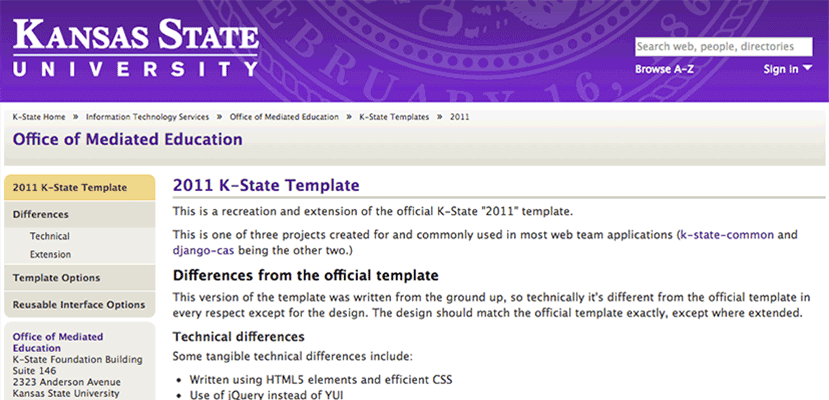 KANSAS STATE
UNIVERSITY
FEBRUARY 16, 186
Search web, people, directories
Browse A-Z
Sign in
K-State Home » Information Technology Services » Office of Mediated Education » K-State Templates » 2011
Office of Mediated Education
2011 K-State Template
Differences
Technical
Extension
Template Options
Reusable Interface Options
Office of Mediated
Education
K-State Foundation Building
Suite 146
2323 Anderson Avenue
Kansas State University
2011 K-State Template
This is a recreation and extension of the official K-State "2011" template.
This is one of three projects created for and commonly used in most web team applications (k-state-common and
django-cas being the other two.)
Differences from the official template
This version of the template was written from the ground up, so technically it's different from the official template in
every respect except for the design. The design should match the official template exactly, except where extended.
Technical differences
Some tangible technical differences include:
• Written using HTML5 elements and efficient CSS
• Use of jQuery instead of YUI